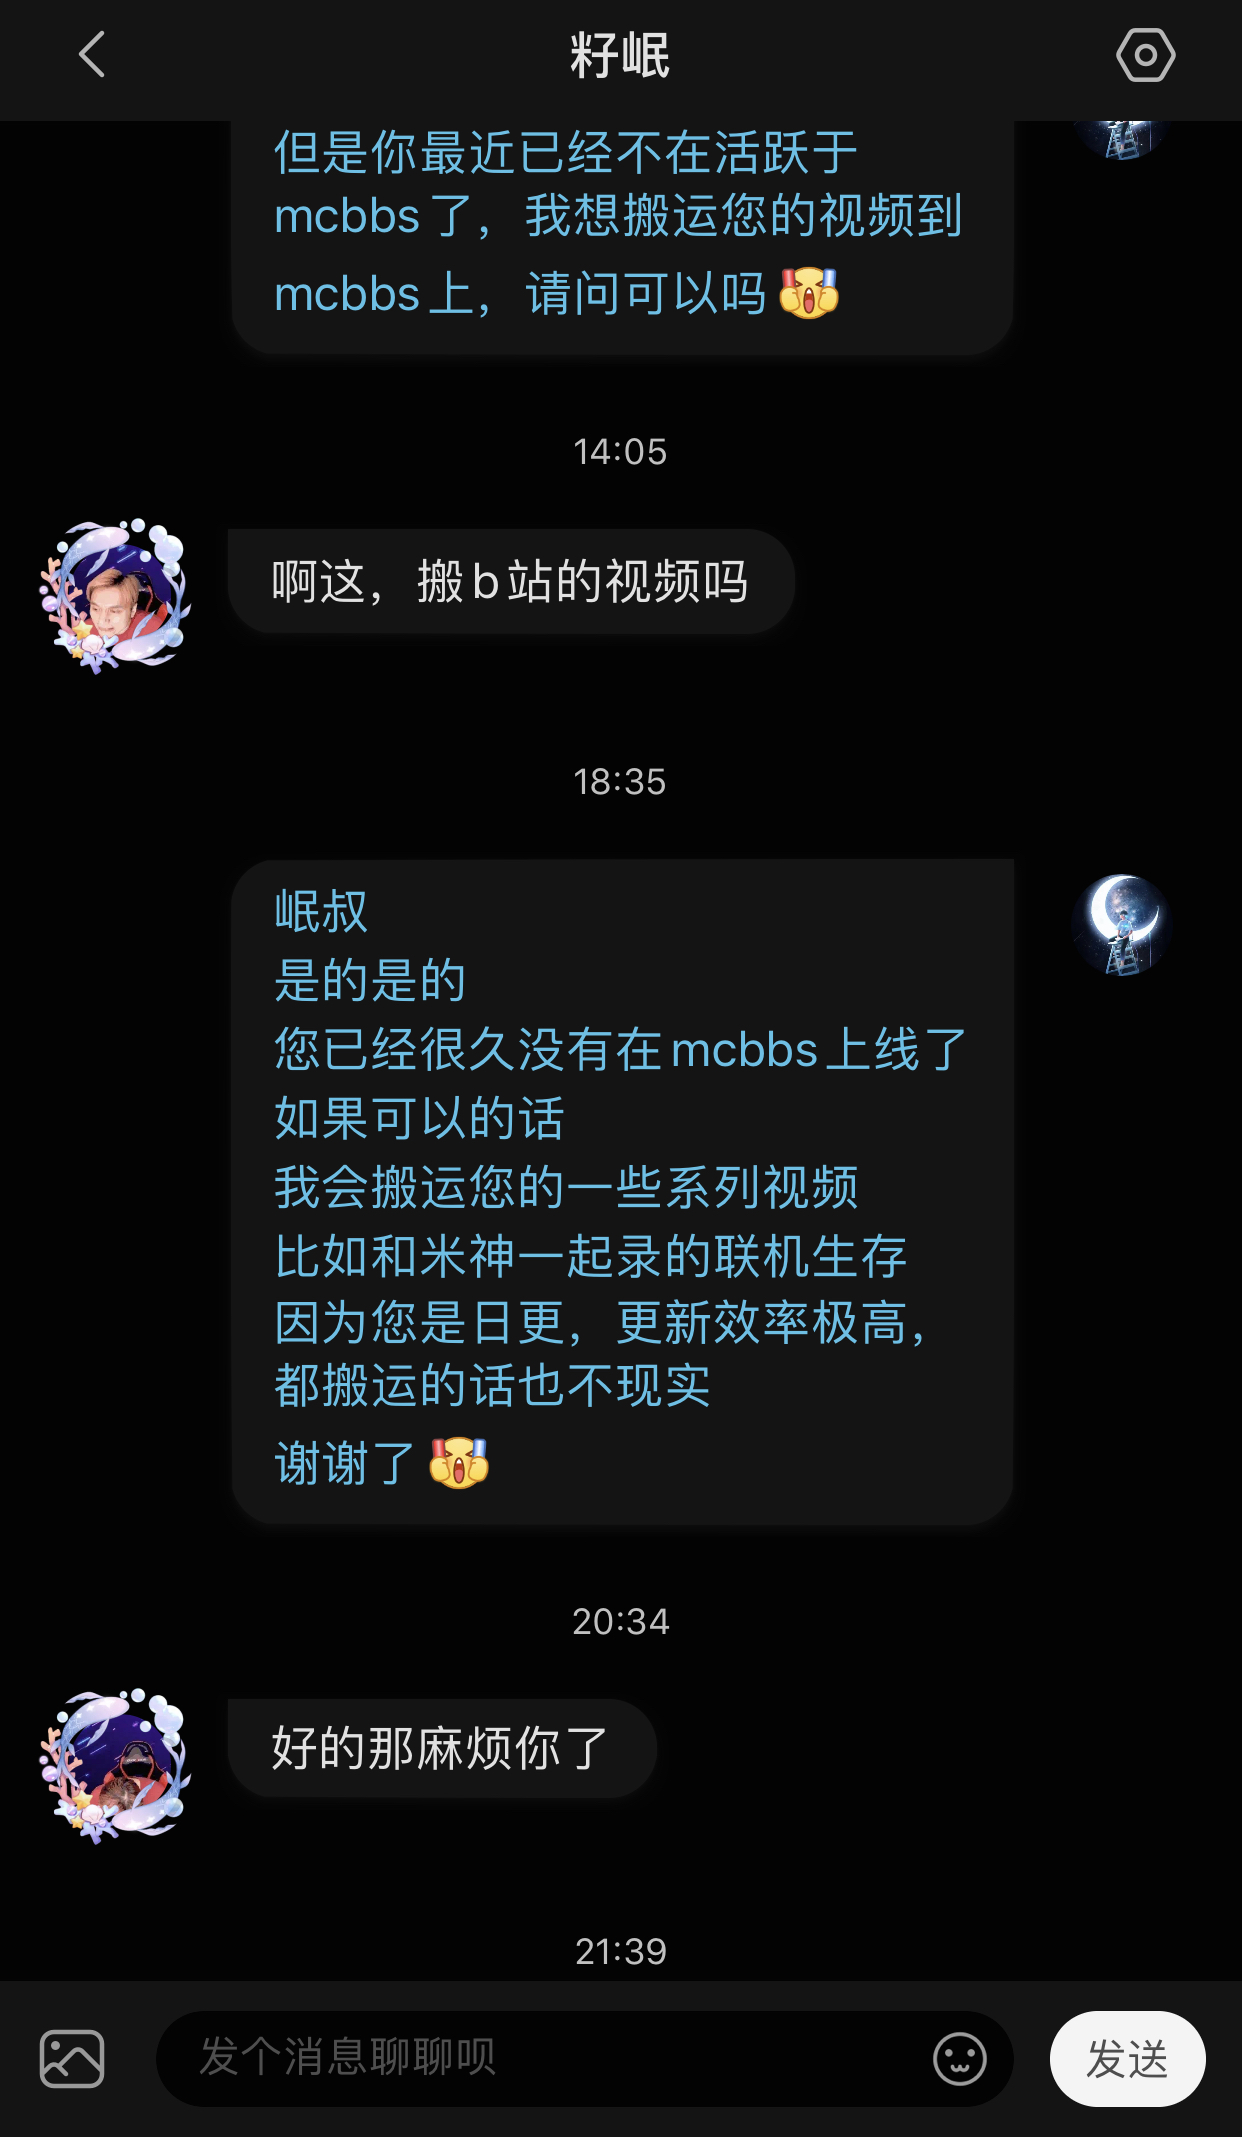 籽岷
但是你最近已经不在活跃于
mcbbs了，我想搬运您的视频到
mcbbs上，请问可以吗
14:05
啊这，搬b站的视频吗
18:35
岷叔
是的是的
您已经很久没有在mcbbs上线了
如果可以的话
我会搬运您的一些系列视频
比如和米神一起录的联机生存
因为您是日更，更新效率极高，
都搬运的话也不现实
谢谢了
20:34
好的那麻烦你了
21:39
发个消息聊聊呗
发送